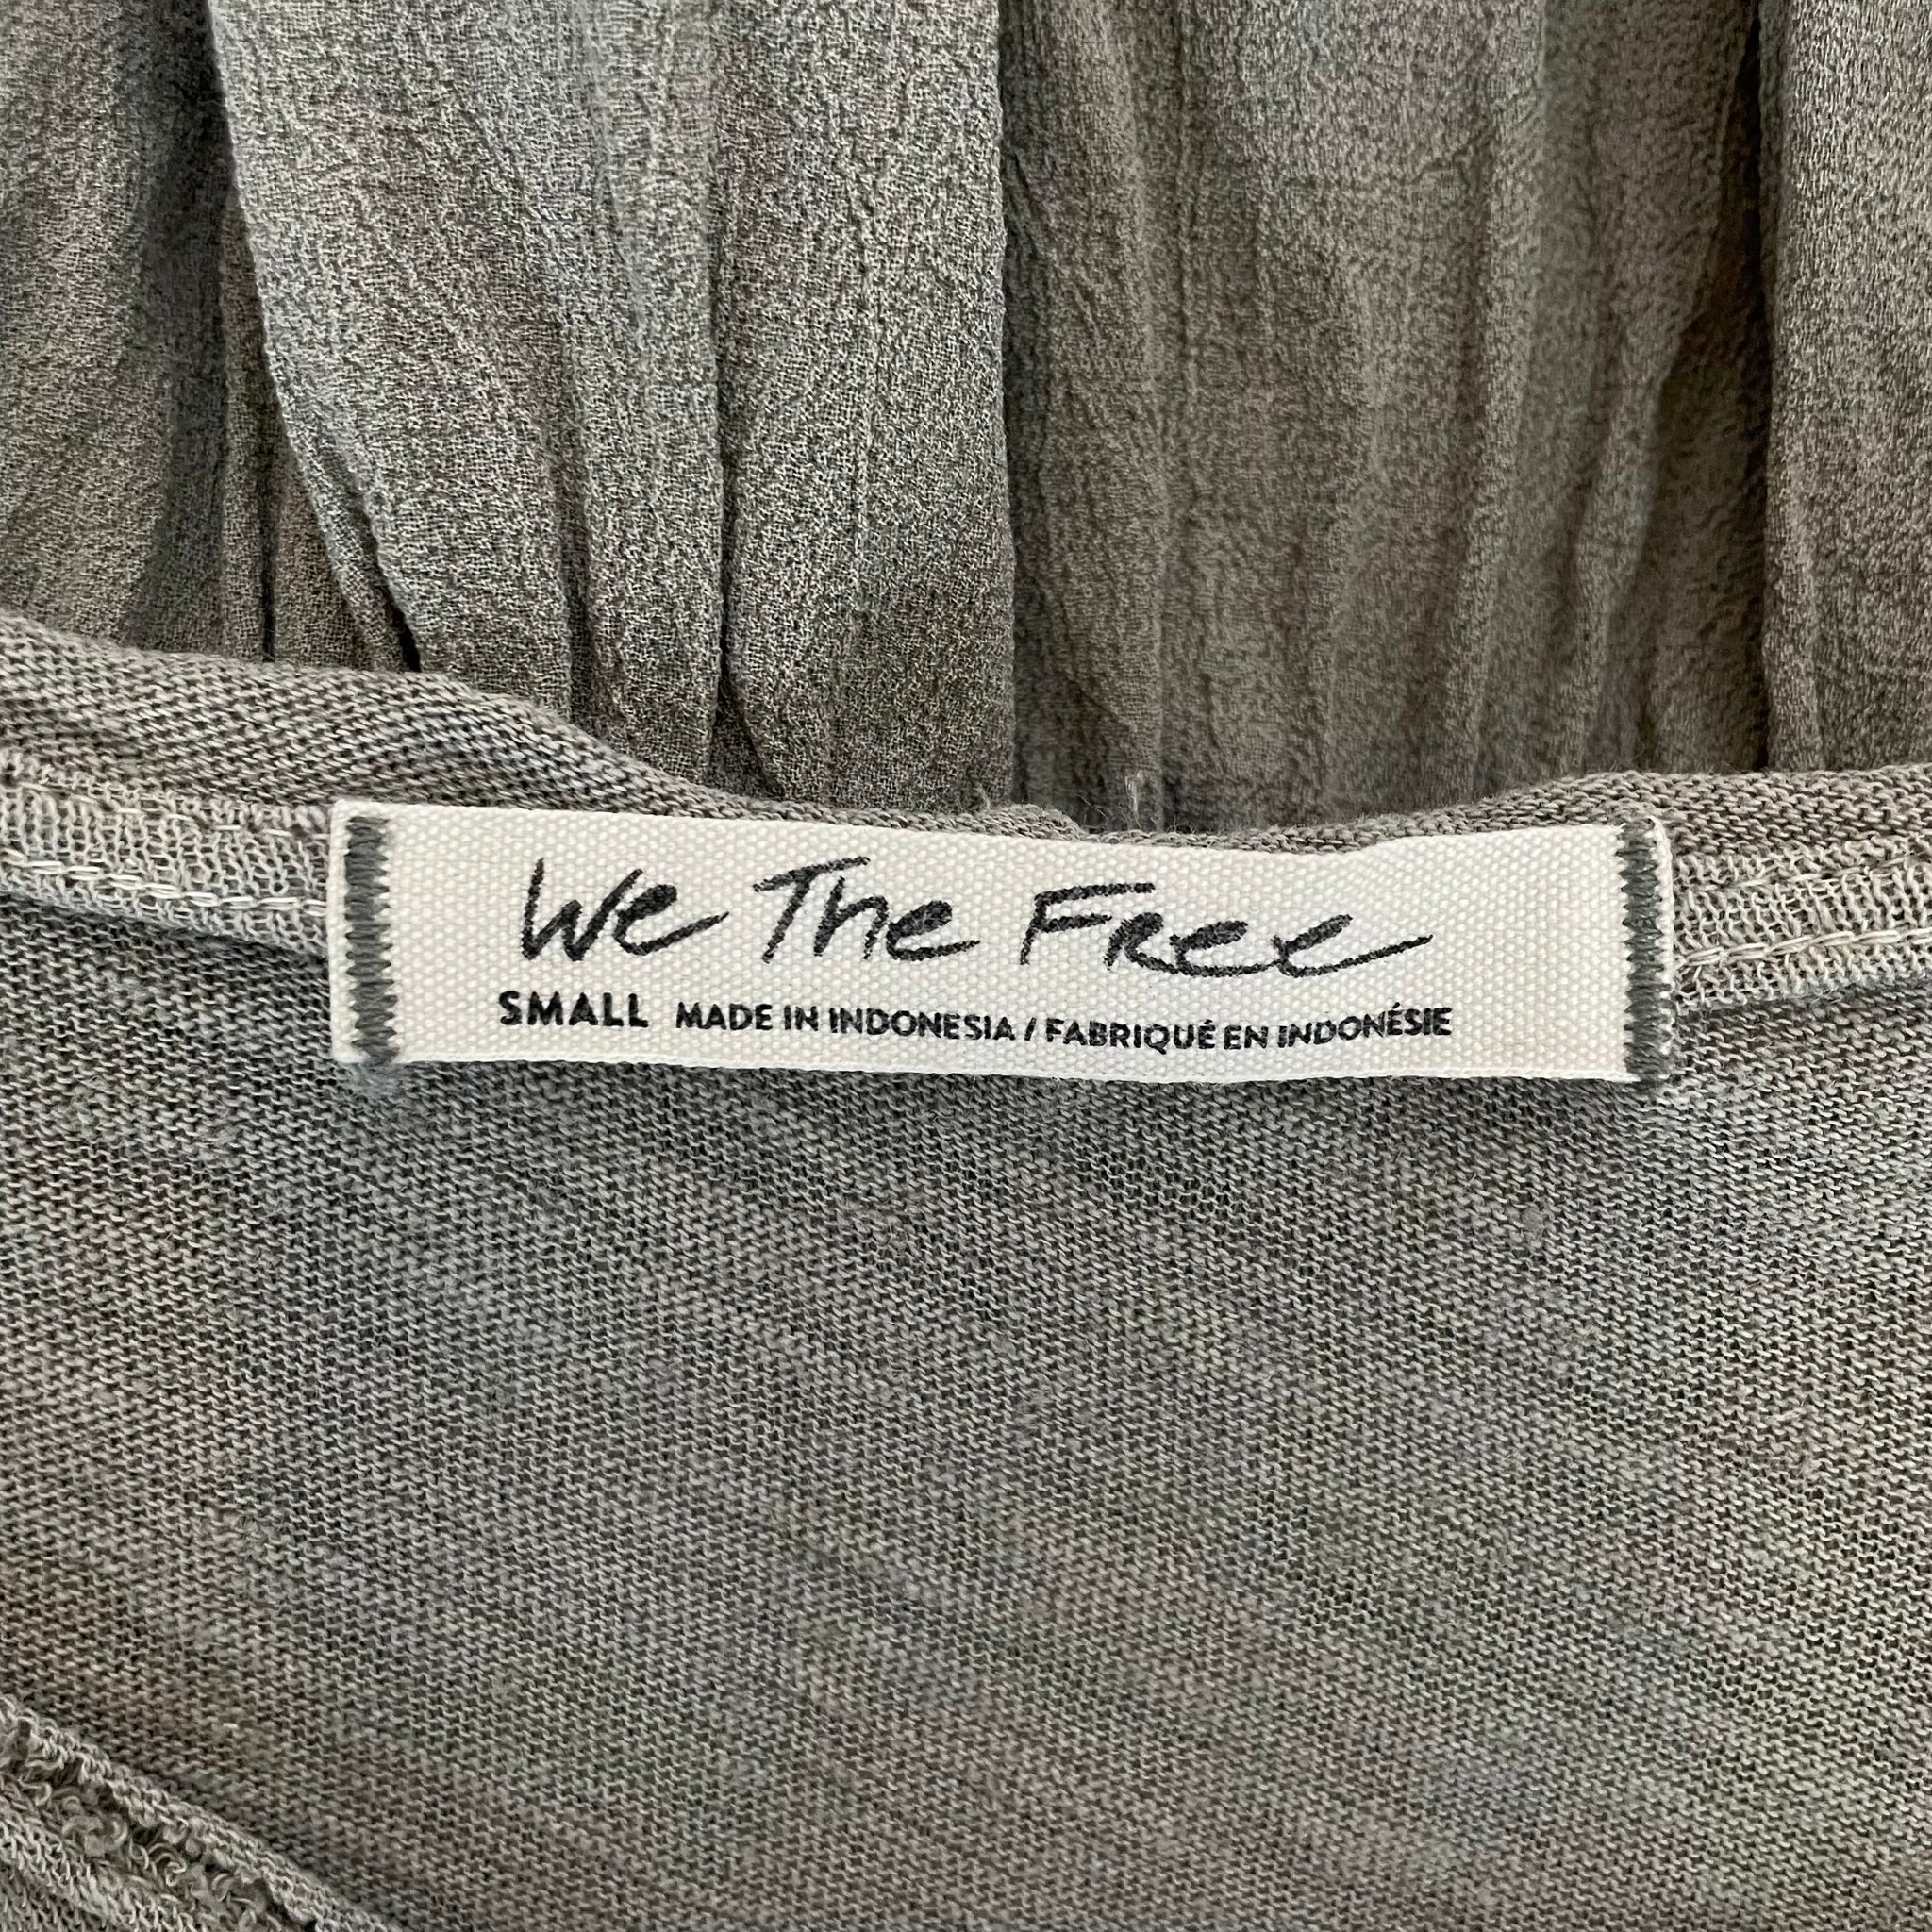 We The Free
SMALL MADE IN INDONESIA / FABRIQUÉ EN INDONÉSIE